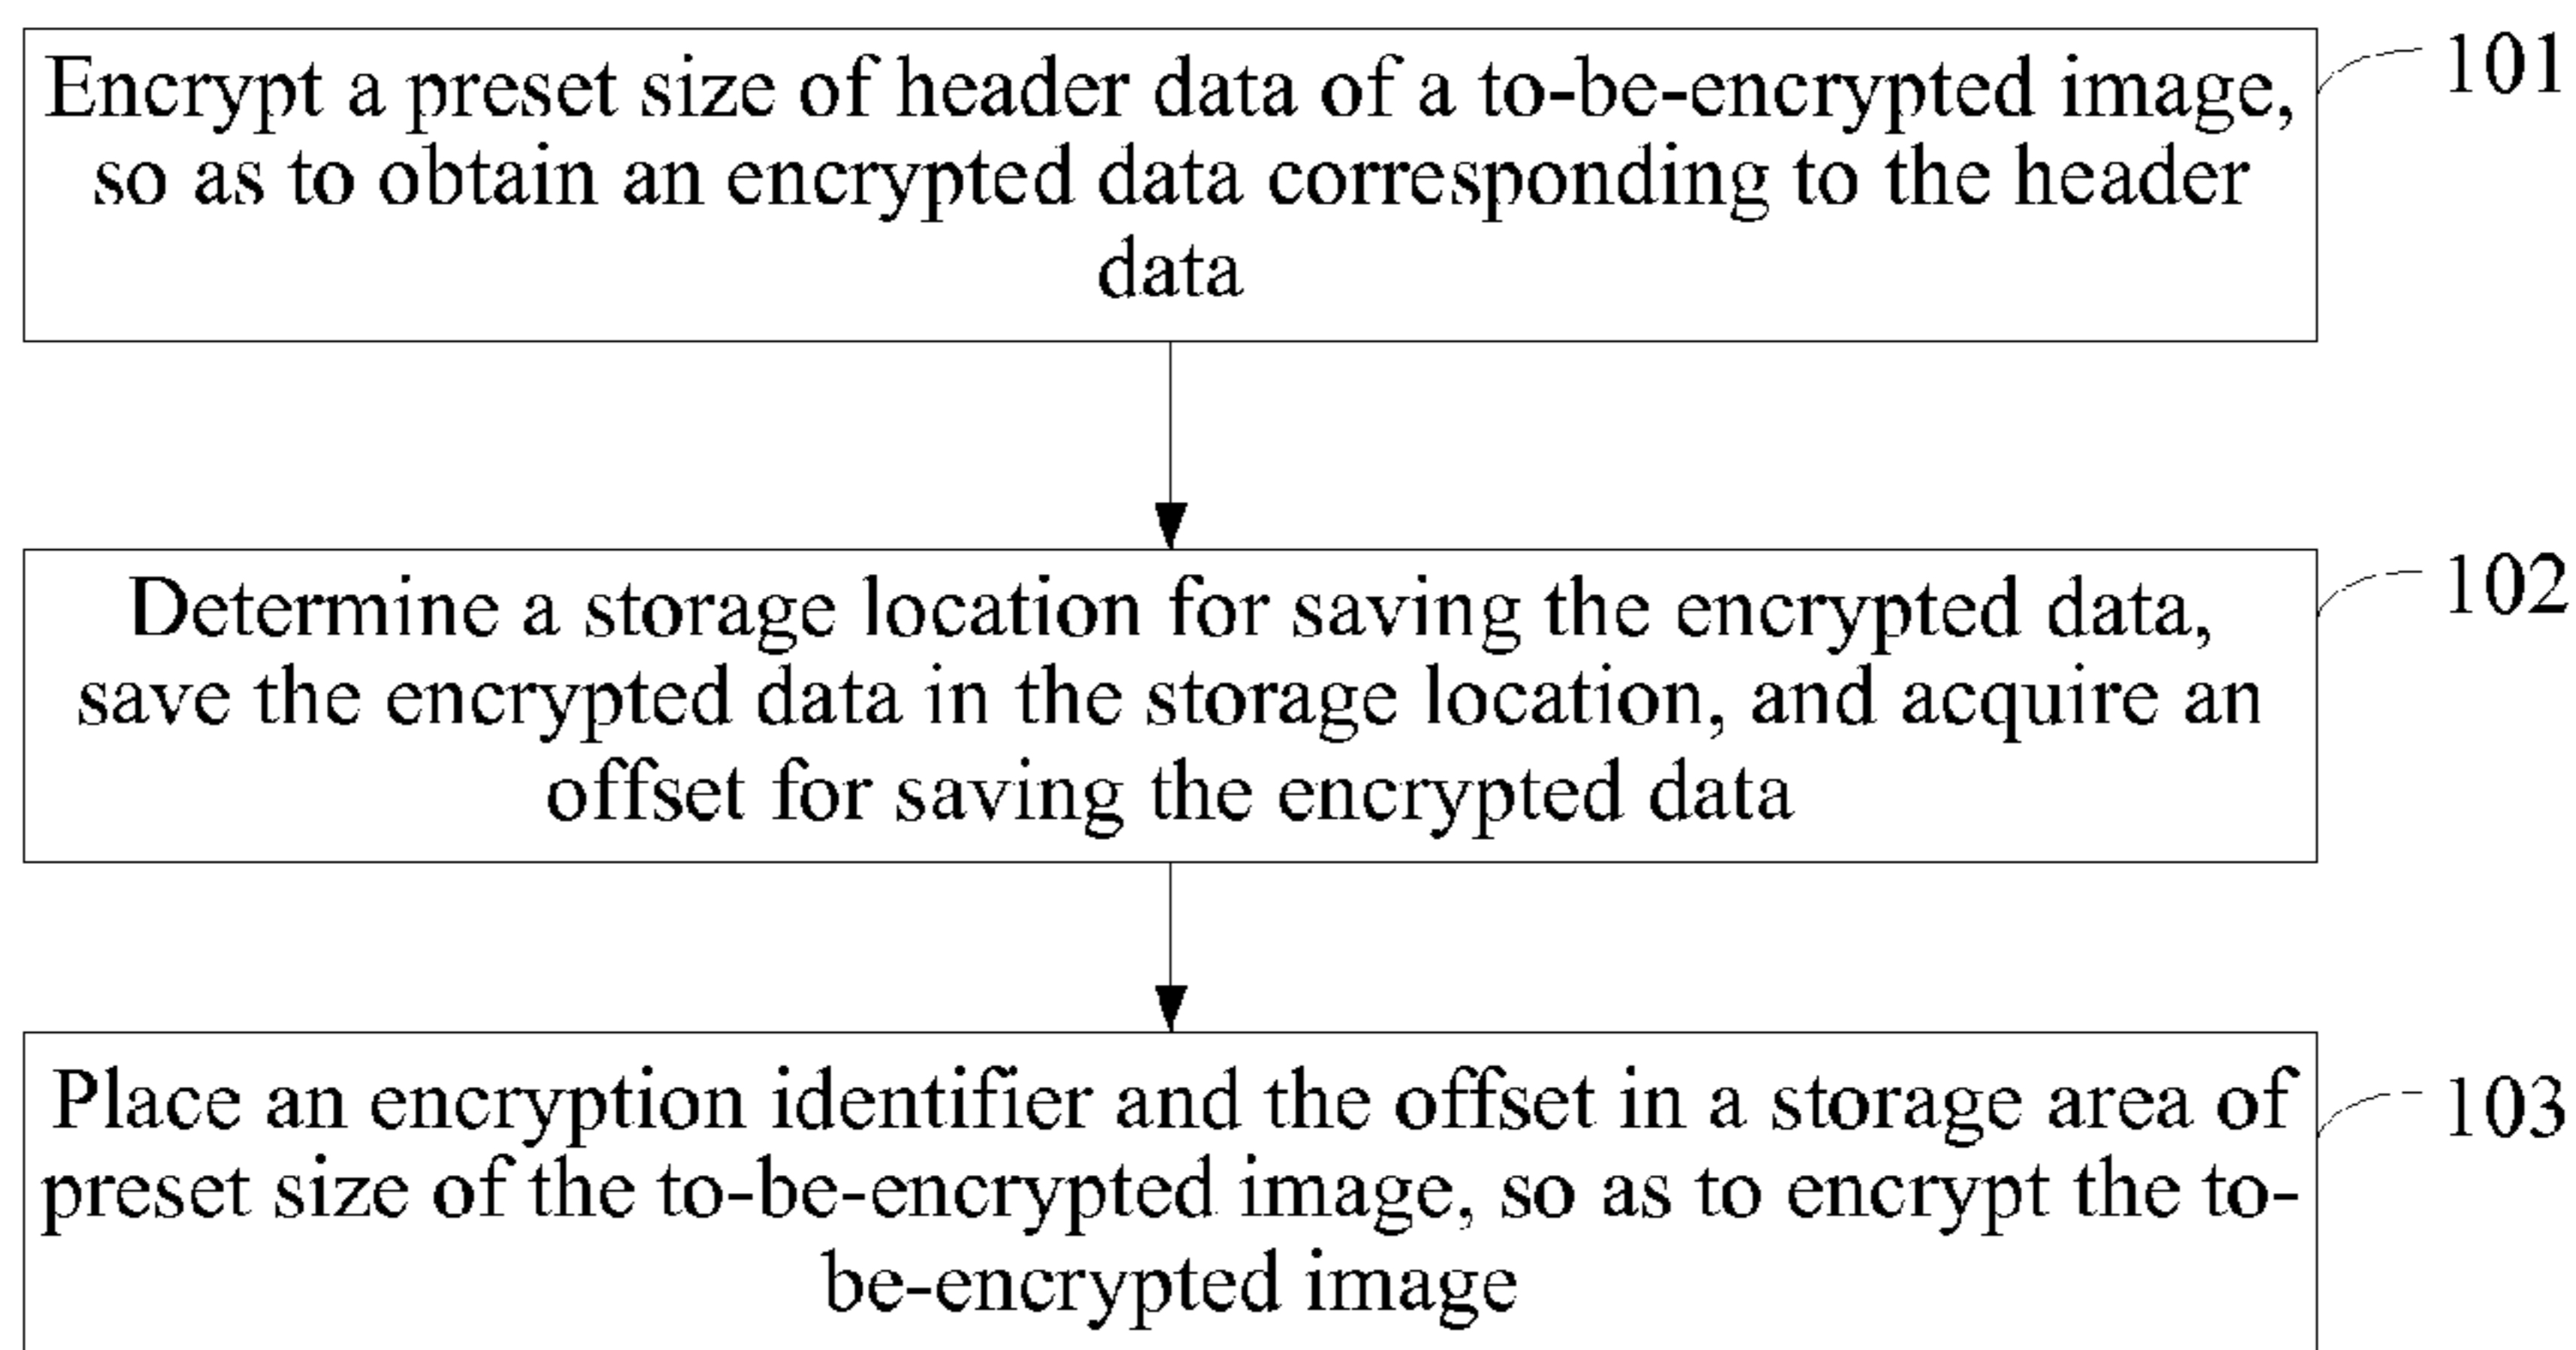 Encrypt a preset size of header data of a to-be-encrypted image,
so as to obtain an encrypted data corresponding to the header
data
101
Determine a storage location for saving the encrypted data,
save the encrypted data in the storage location, and acquire an
offset for saving the encrypted data
102
Place an encryption identifier and the offset in a storage area of
preset size of the to-be-encrypted image, so as to encrypt the to-
be-encrypted image
103